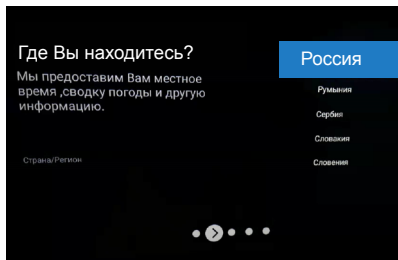 Где Вы находитесь?
Мы предоставим Вам местное
время ,сводку погоды и другую
информацию.
Страна/Регион
Россия
Румыния
Сербия
Словакия
Словения